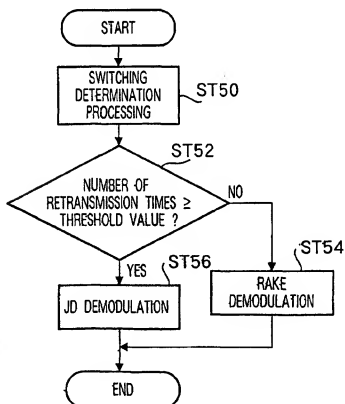 START
SWITCHING
DETERMINATION
PROCESSING
ST50
ST52
NUMBER OF
RETRANSMISSION TIMES ≥
THRESHOLD VALUE ?
NO
YES
ST56
ST54
JD DEMODULATION
RAKE
DEMODULATION
END